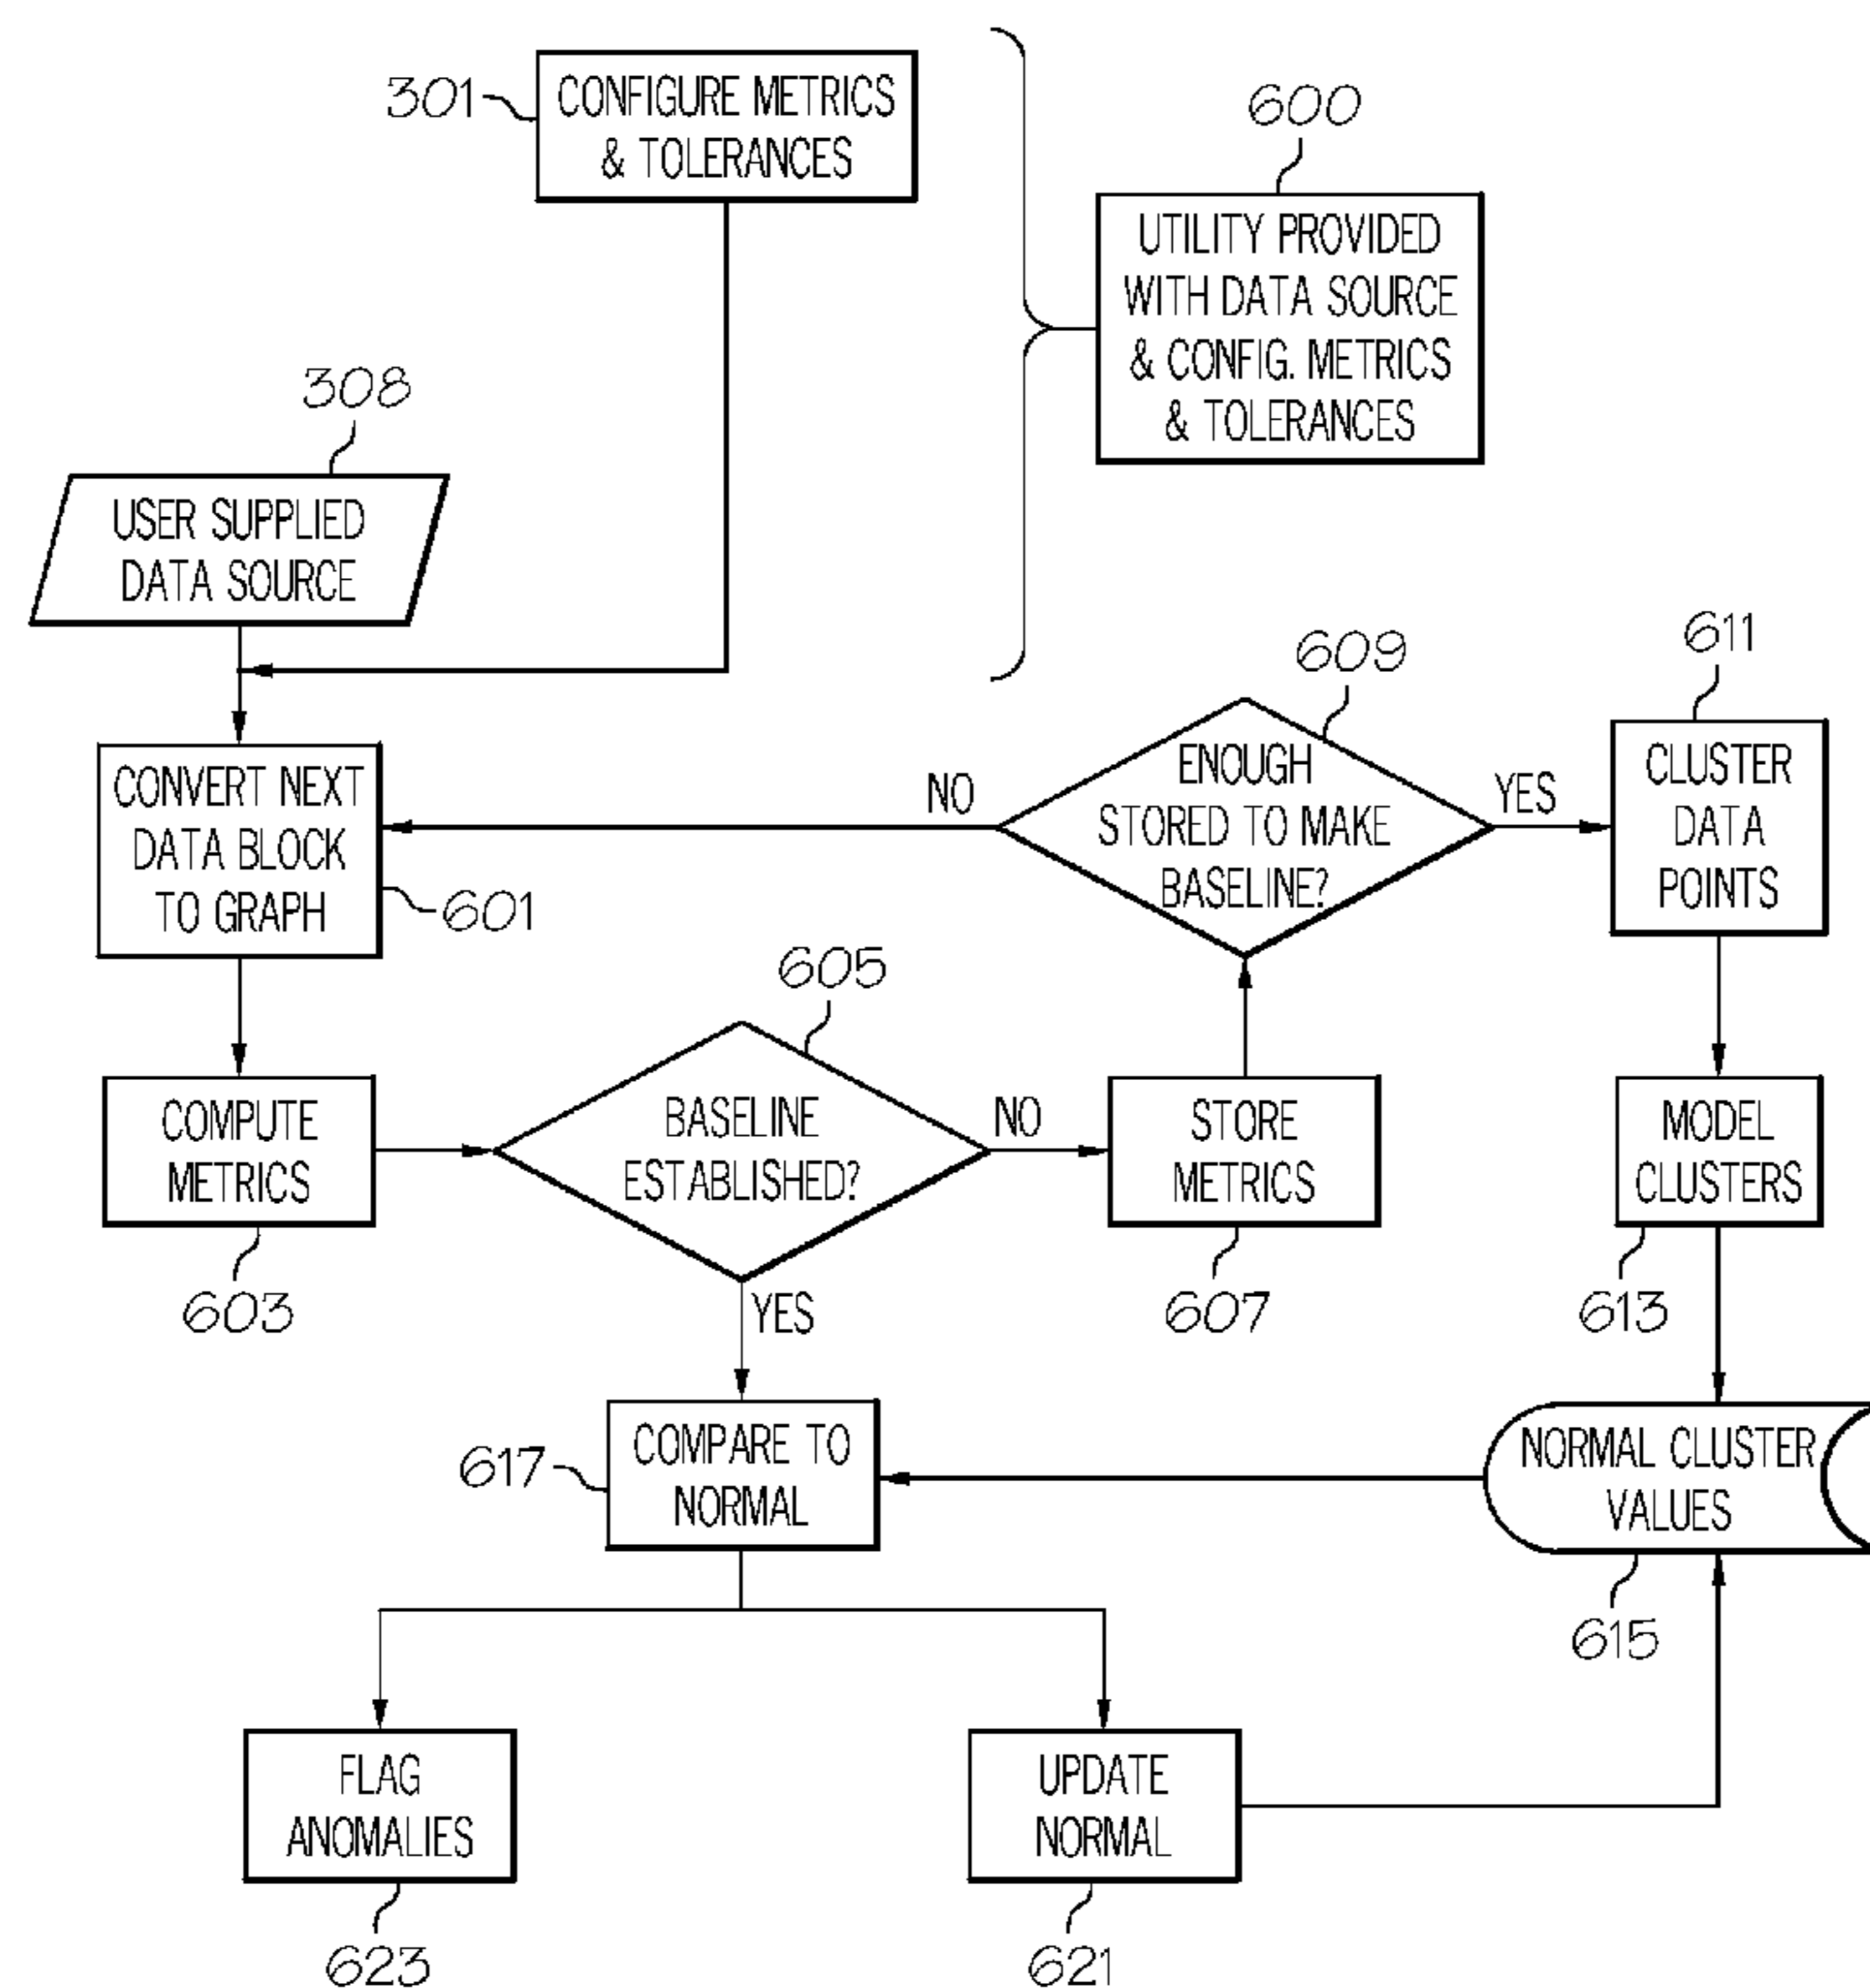 301
CONFIGURE METRICS
& TOLERANCES
600
UTILITY PROVIDED
WITH DATA SOURCE
& CONFIG. METRICS
& TOLERANCES
308
USER SUPPLIED
DATA SOURCE
609
611
CONVERT NEXT
DATA BLOCK
TO GRAPH
601
NO
ENOUGH
STORED TO MAKE
BASELINE?
YES
CLUSTER
DATA
POINTS
605
COMPUTE
METRICS
603
BASELINE
ESTABLISHED?
NO
YES
STORE
METRICS
607
MODEL
CLUSTERS
613
617
COMPARE TO
NORMAL
NORMAL CLUSTER
VALUES
615
FLAG
ANOMALIES
623
UPDATE
NORMAL
621